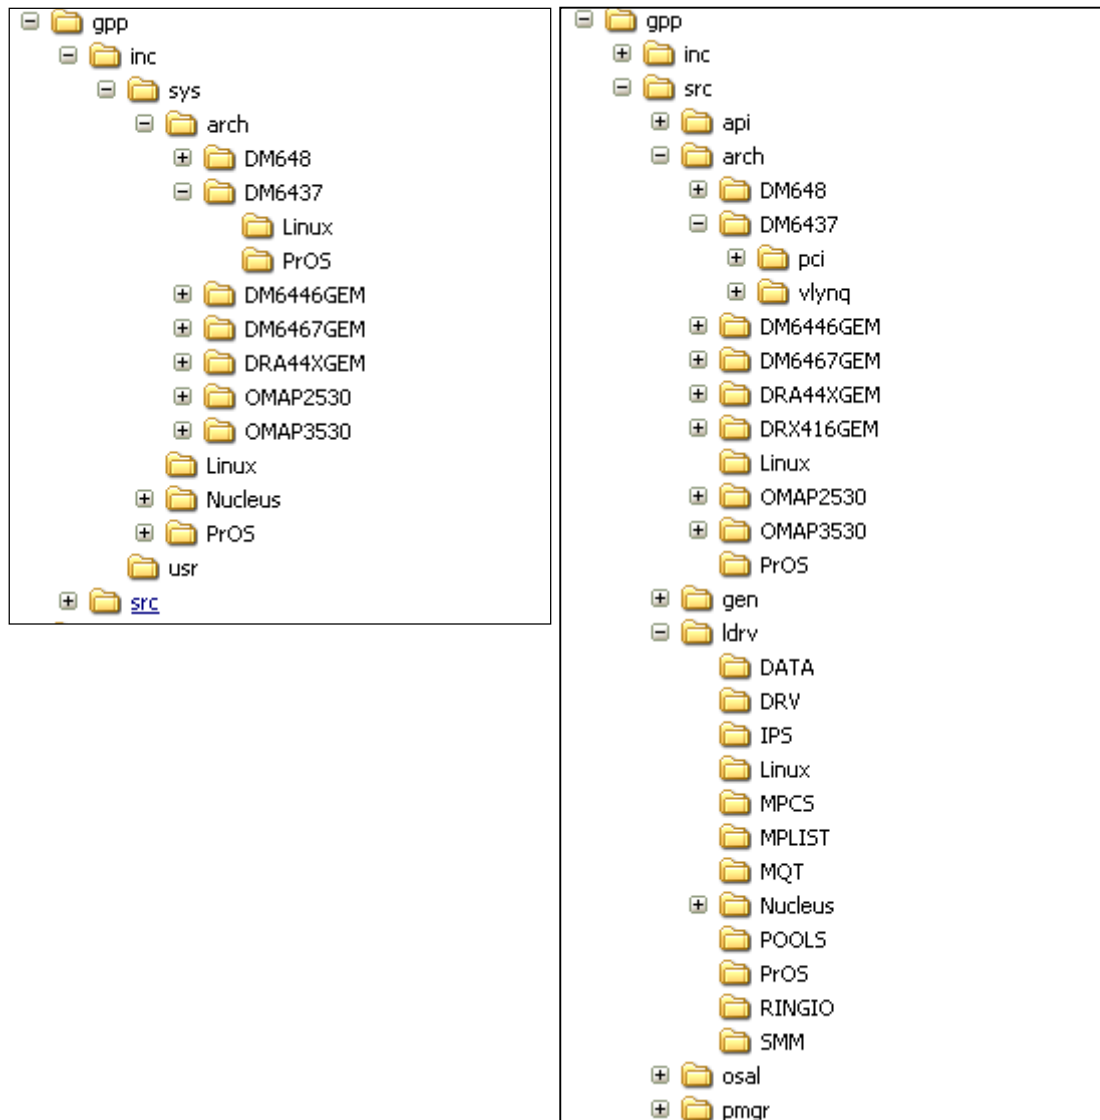 gpp
inc
sys
arch
DM648
DM6437
Linux
PrOS
DM6446GEM
DM6467GEM
DRA44XGEM
OMAP2530
OMAP3530
Linux
Nucleus
PrOS
usr
src
gpp
inc
src
api
arch
DM648
DM6437
pci
vlynq
DM6446GEM
DM6467GEM
DRA44XGEM
DRX416GEM
Linux
OMAP2530
OMAP3530
PrOS
gen
ldrv
DATA
DRV
IPS
Linux
MPCS
MPLIST
MQT
Nucleus
POOLS
PrOS
RINGIO
SMM
osal
pmgr